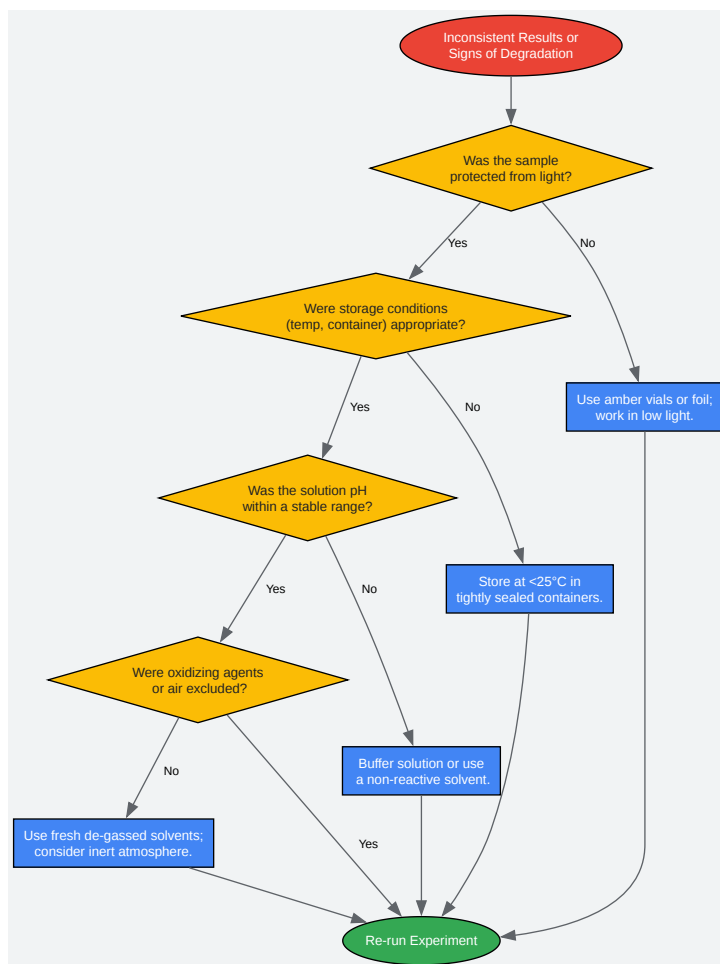 Inconsistent Results or
Signs of Degradation
Was the sample
protected from light?
Yes
No
Were storage conditions
(temp, container) appropriate?
Use amber vials or foil;
work in low light.
Yes
No
Was the solution pH
within a stable range?
Store at <25°C in
tightly sealed containers.
Yes
No
Were oxidizing agents
or air excluded?
Buffer solution or use
a non-reactive solvent.
No
Use fresh de-gassed solvents;
consider inert atmosphere.
Yes
Re-run Experiment